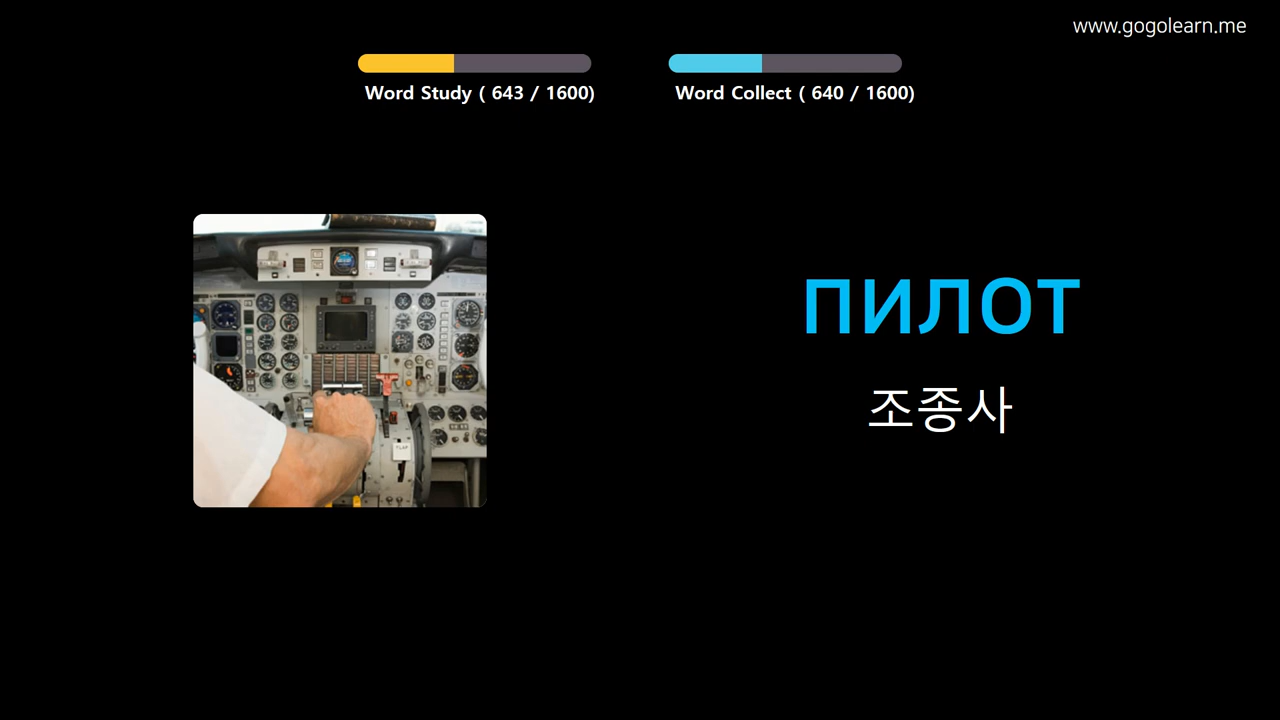 www.gogolearn.me
Word Study ( 643 / 1600)
Word Collect ( 640 / 1600)
пилот
조종사